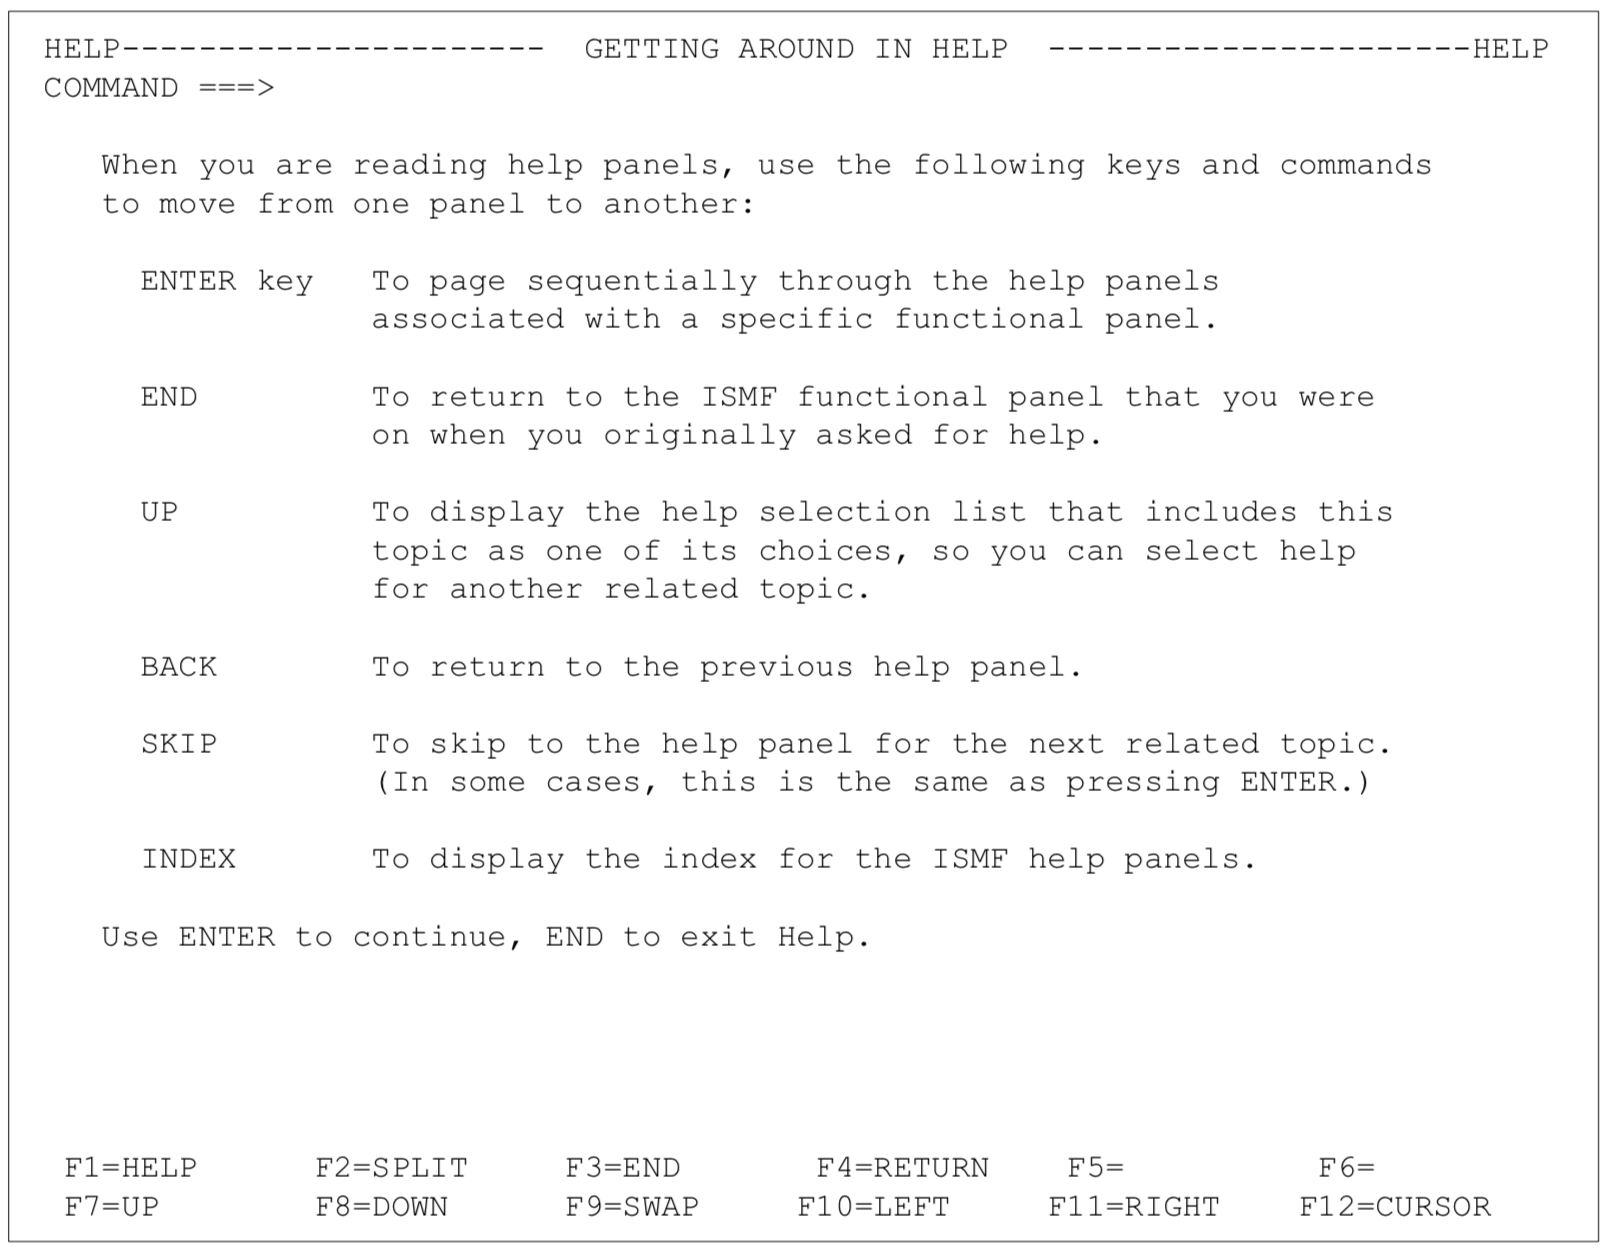 HELP---------------------- GETTING AROUND IN HELP ----------------------HELP
COMMAND ===>
When you are reading help panels, use the following keys and commands
to move from one panel to another:
ENTER key To page sequentially through the help panels
associated with a specific functional panel.
END To return to the ISMF functional panel that you were
on when you originally asked for help.
UP To display the help selection list that includes this
topic as one of its choices, so you can select help
for another related topic.
BACK To return to the previous help panel.
SKIP To skip to the help panel for the next related topic.
(In some cases, this is the same as pressing ENTER.)
INDEX To display the index for the ISMF help panels.
Use ENTER to continue, END to exit Help.
F1=HELP F2=SPLIT F3=END F4=RETURN F5= F6=
F7=UP F8=DOWN F9=SWAP F10=LEFT F11=RIGHT F12=CURSOR